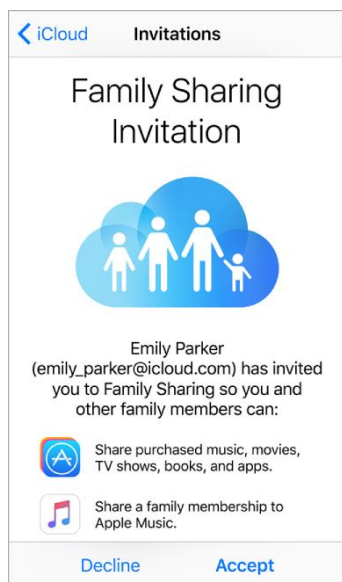 iCloud Invitations
Family Sharing
Invitation
Emily Parker
(emily_parker@icloud.com) has invited
you to Family Sharing so you and
other family members can:
Share purchased music, movies,
TV shows, books, and apps.
Share a family membership to
Apple Music.
Decline Accept